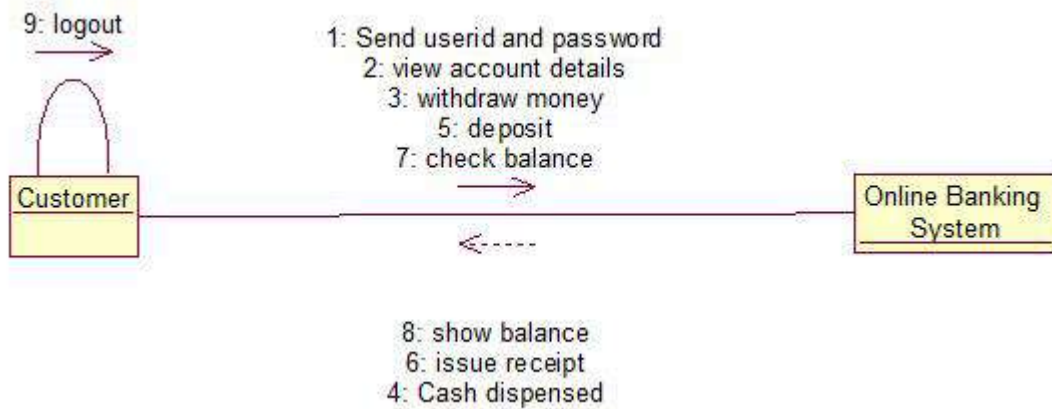 9: logout
1: Send userid and password
2: view account details
3: withdraw money
5: deposit
7: check balance
Customer
Online Banking
System
8: show balance
6: issue receipt
4: Cash dispensed